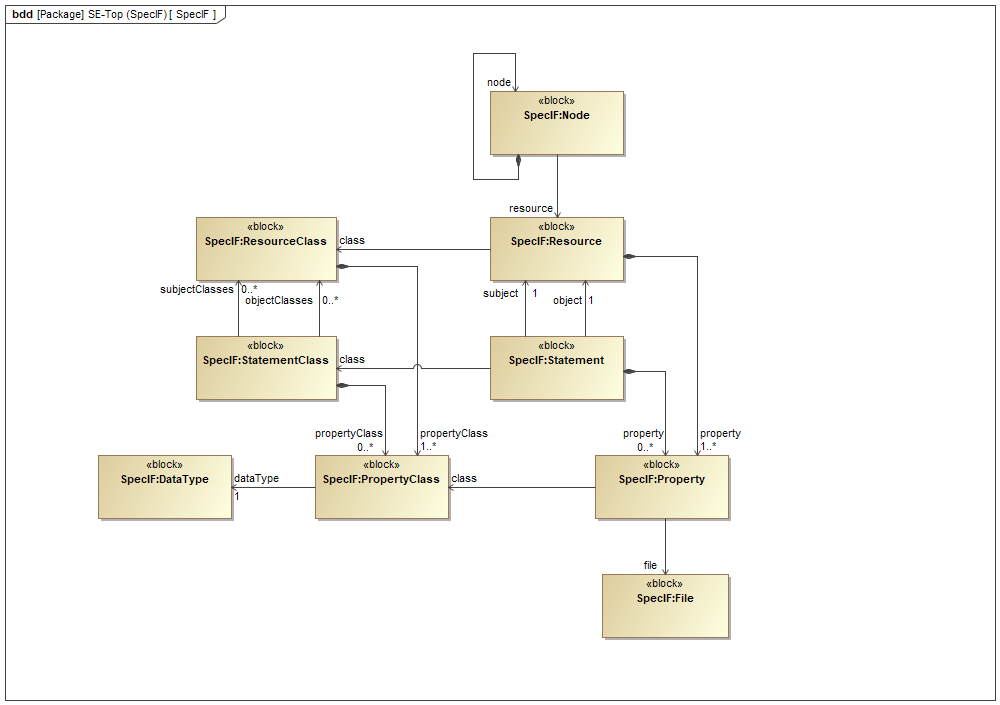 bdd [Package] SE-Top (SpecIF) [ SpecIF ]
node
«block»
SpecIF:Node
resource
«block»
SpecIF:ResourceClass
class
«block»
SpecIF:Resource
subjectClasses 0..*
objectClasses 0..*
subject 1
object 1
«block»
SpecIF:StatementClass
class
«block»
SpecIF:Statement
propertyClass
0..*
propertyClass
1..*
property
0..*
property
1..*
«block»
SpecIF:DataType
dataType
1
«block»
SpecIF:PropertyClass
class
«block»
SpecIF:Property
file
«block»
SpecIF:File